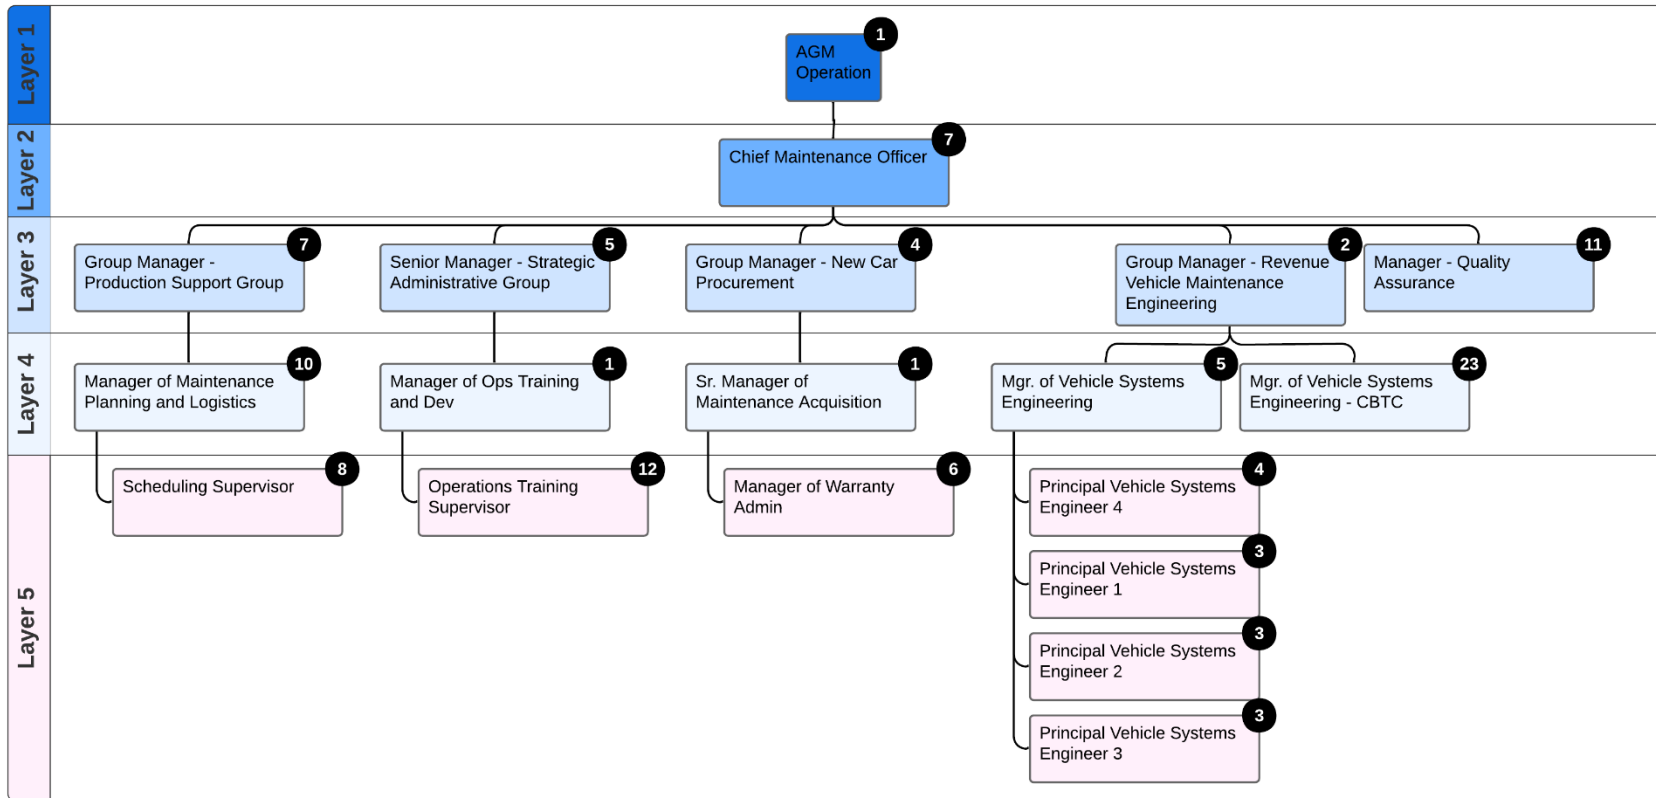 Layer 1
1
AGM
Operation
Layer 2
7
Chief Maintenance Officer
Layer 3
7
Group Manager -
Production Support Group
5
Senior Manager - Strategic
Administrative Group
4
Group Manager - New Car
Procurement
2
Group Manager - Revenue
Vehicle Maintenance
Engineering
11
Manager - Quality
Assurance
Layer 4
10
Manager of Maintenance
Planning and Logistics
1
Manager of Ops Training
and Dev
1
Sr. Manager of
Maintenance Acquisition
5
Mgr. of Vehicle Systems
Engineering
23
Mgr. of Vehicle Systems
Engineering - CBTC
Layer 5
8
Scheduling Supervisor
12
Operations Training
Supervisor
6
Manager of Warranty
Admin
4
Principal Vehicle Systems
Engineer 4
3
Principal Vehicle Systems
Engineer 1
3
Principal Vehicle Systems
Engineer 2
3
Principal Vehicle Systems
Engineer 3